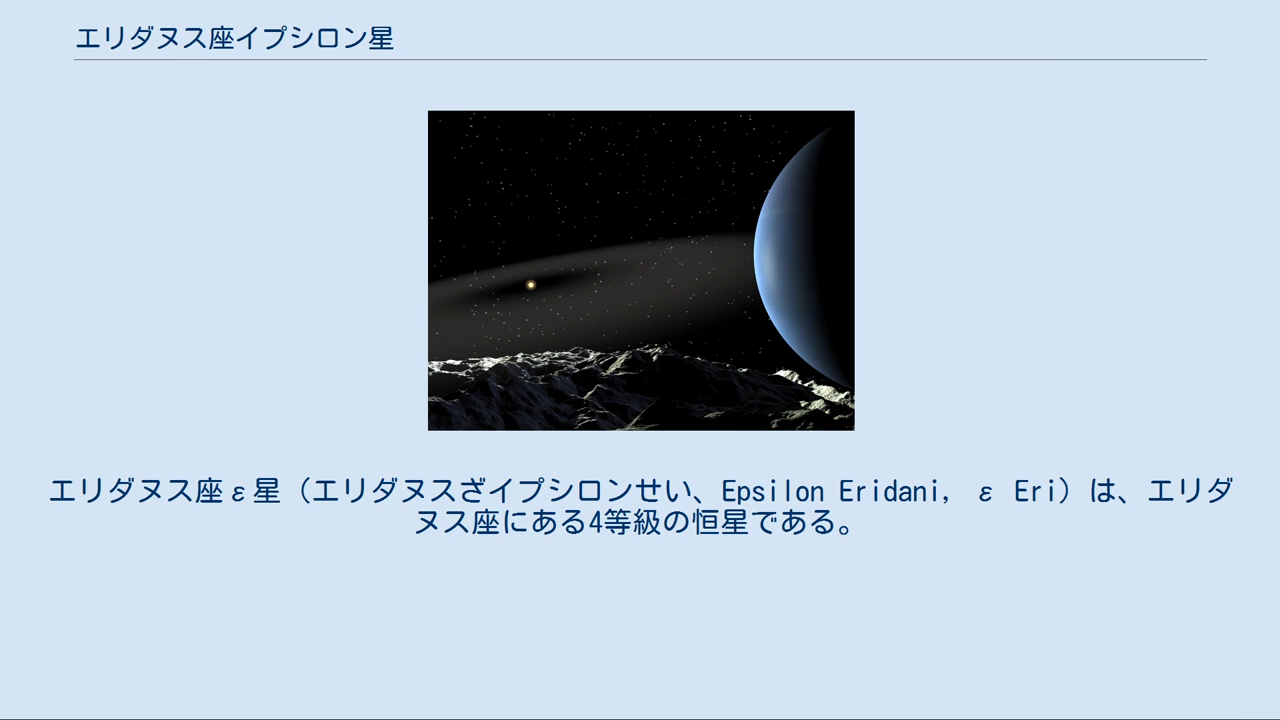 エリダヌス座イプシロン星
エリダヌス座ε星（エリダヌスざイプシロンせい、Epsilon Eridani, ε Eri）は、エリダ
ヌス座にある4等級の恒星である。